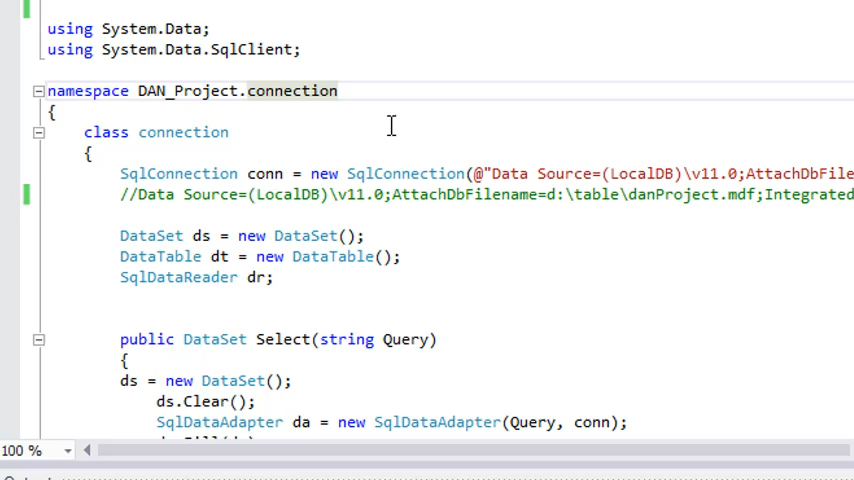 using System.Data;
using System.Data.SqlClient;
namespace DAN_Project.connection
{
class connection
{
SqlConnection conn = new SqlConnection(@"Data Source=(LocalDB)\v11.0;AttachDbFile
//Data Source=(LocalDB)\v11.0;AttachDbFilename=d:\table\danProject.mdf;Integrated
DataSet ds = new DataSet();
DataTable dt = new DataTable();
SqlDataReader dr;
public DataSet Select(string Query)
{
ds = new DataSet();
ds.Clear();
SqlDataAdapter da = new SqlDataAdapter(Query, conn);
100 %